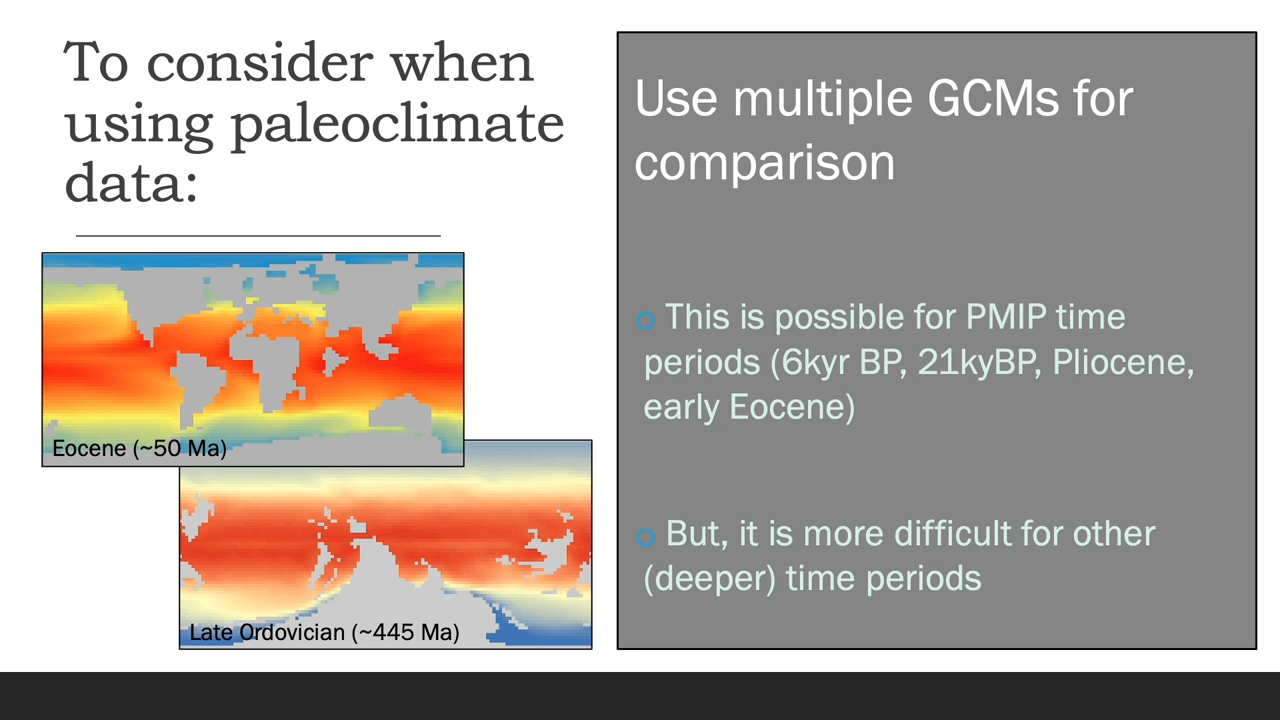 To consider when
using paleoclimate
data:
Eocene (~50 Ma)
Late Ordovician (~445 Ma)
Use multiple GCMs for
comparison
This is possible for PMIP time
periods (6kyr BP, 21kyBP, Pliocene,
early Eocene)
But, it is more difficult for other
(deeper) time periods